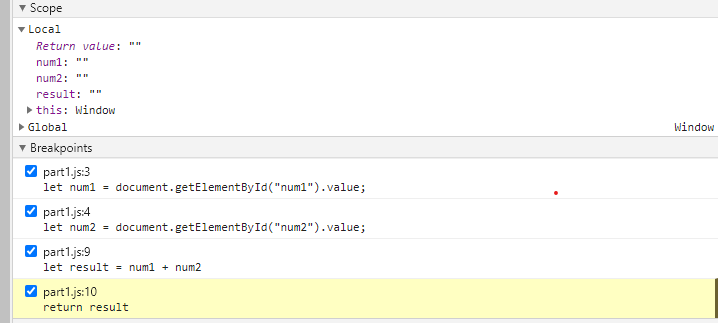 Scope
Local
Return value: ""
num1: ""
num2: ""
result: ""
this: Window
Global Window
Breakpoints
part1.js:3
let num1 = document.getElementById("num1").value;
part1.js:4
let num2 = document.getElementById("num2").value;
part1.js:9
let result = num1 + num2
part1.js:10
return result